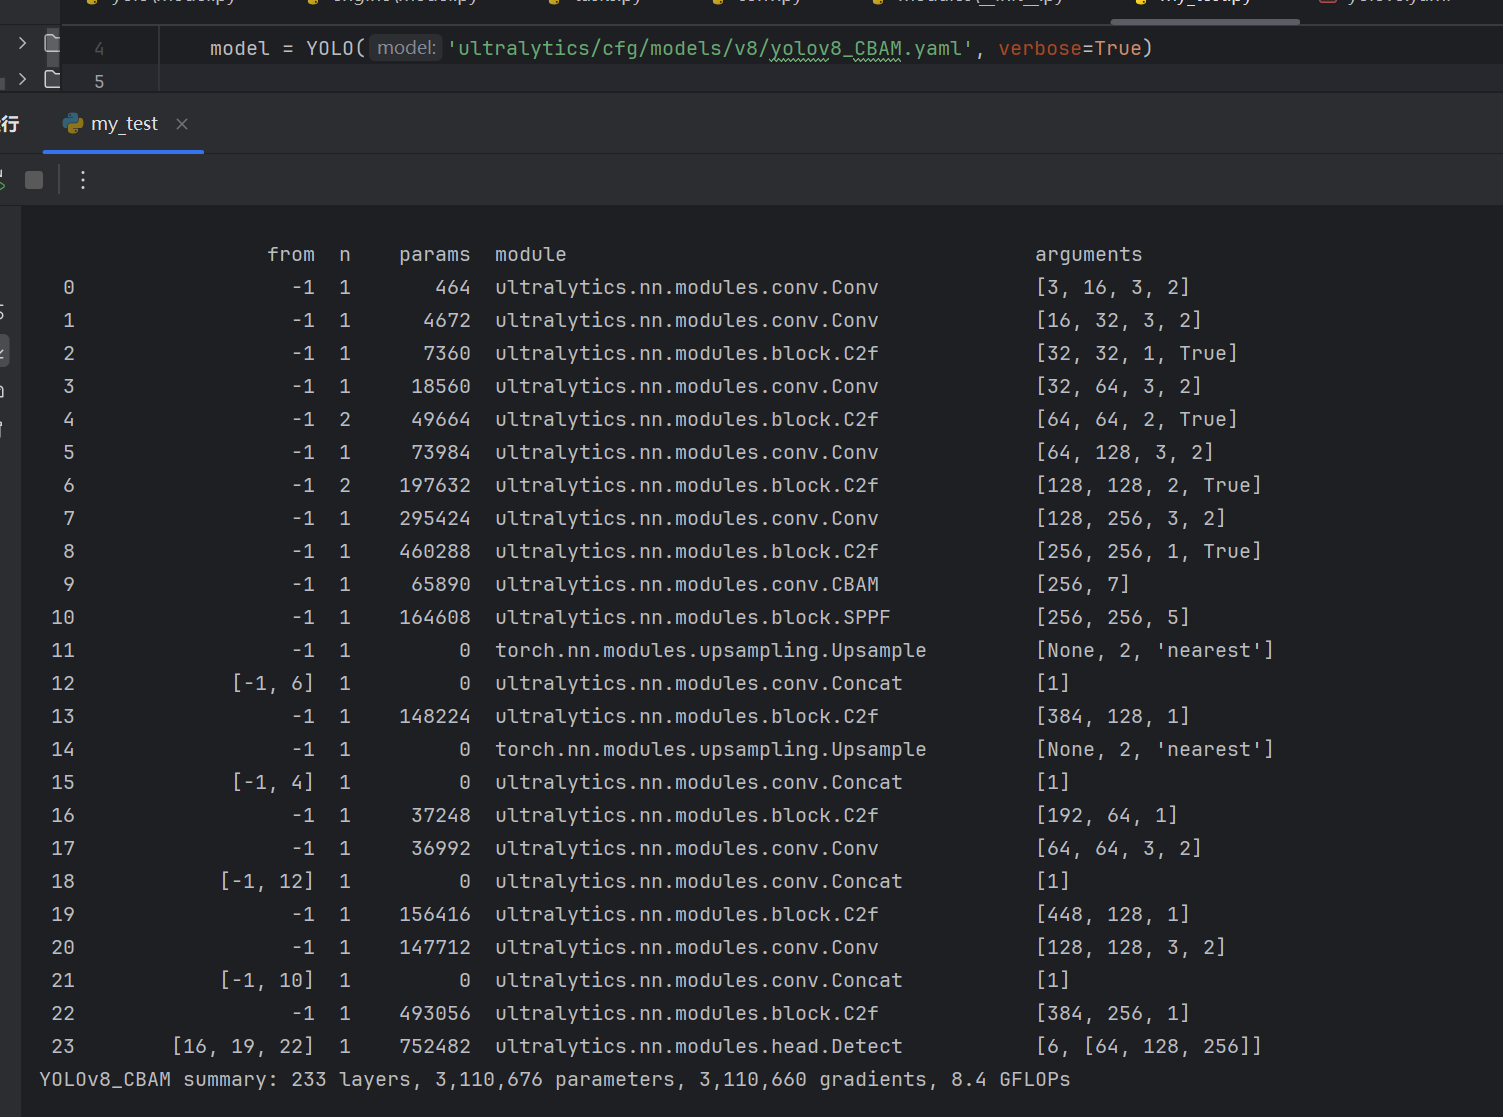 4 model = YOLO( model: 'ultralytics/cfg/models/v8/yolov8_CBAM.yaml', verbose=True)
5
行 my_test
from n params module arguments
0 -1 1 464 ultralytics.nn.modules.conv.Conv [3, 16, 3, 2]
1 -1 1 4672 ultralytics.nn.modules.conv.Conv [16, 32, 3, 2]
2 -1 1 7360 ultralytics.nn.modules.block.C2f [32, 32, 1, True]
3 -1 1 18560 ultralytics.nn.modules.conv.Conv [32, 64, 3, 2]
4 -1 2 49664 ultralytics.nn.modules.block.C2f [64, 64, 2, True]
5 -1 1 73984 ultralytics.nn.modules.conv.Conv [64, 128, 3, 2]
6 -1 2 197632 ultralytics.nn.modules.block.C2f [128, 128, 2, True]
7 -1 1 295424 ultralytics.nn.modules.conv.Conv [128, 256, 3, 2]
8 -1 1 460288 ultralytics.nn.modules.block.C2f [256, 256, 1, True]
9 -1 1 65890 ultralytics.nn.modules.conv.CBAM [256, 7]
10 -1 1 164608 ultralytics.nn.modules.block.SPPF [256, 256, 5]
11 -1 1 0 torch.nn.modules.upsampling.Upsample [None, 2, 'nearest']
12 [-1, 6] 1 0 ultralytics.nn.modules.conv.Concat [1]
13 -1 1 148224 ultralytics.nn.modules.block.C2f [384, 128, 1]
14 -1 1 0 torch.nn.modules.upsampling.Upsample [None, 2, 'nearest']
15 [-1, 4] 1 0 ultralytics.nn.modules.conv.Concat [1]
16 -1 1 37248 ultralytics.nn.modules.block.C2f [192, 64, 1]
17 -1 1 36992 ultralytics.nn.modules.conv.Conv [64, 64, 3, 2]
18 [-1, 12] 1 0 ultralytics.nn.modules.conv.Concat [1]
19 -1 1 156416 ultralytics.nn.modules.block.C2f [448, 128, 1]
20 -1 1 147712 ultralytics.nn.modules.conv.Conv [128, 128, 3, 2]
21 [-1, 10] 1 0 ultralytics.nn.modules.conv.Concat [1]
22 -1 1 493056 ultralytics.nn.modules.block.C2f [384, 256, 1]
23 [16, 19, 22] 1 752482 ultralytics.nn.modules.head.Detect [6, [64, 128, 256]]
YOLOv8_CBAM summary: 233 layers, 3,110,676 parameters, 3,110,660 gradients, 8.4 GFLOPs